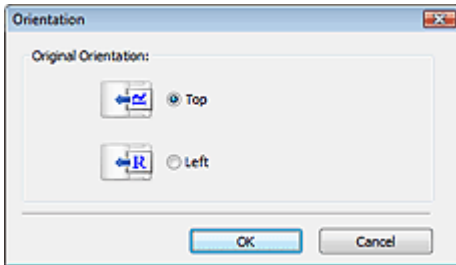 Orientation
Original Orientation:
R
Top
R
Left
OK
Cancel